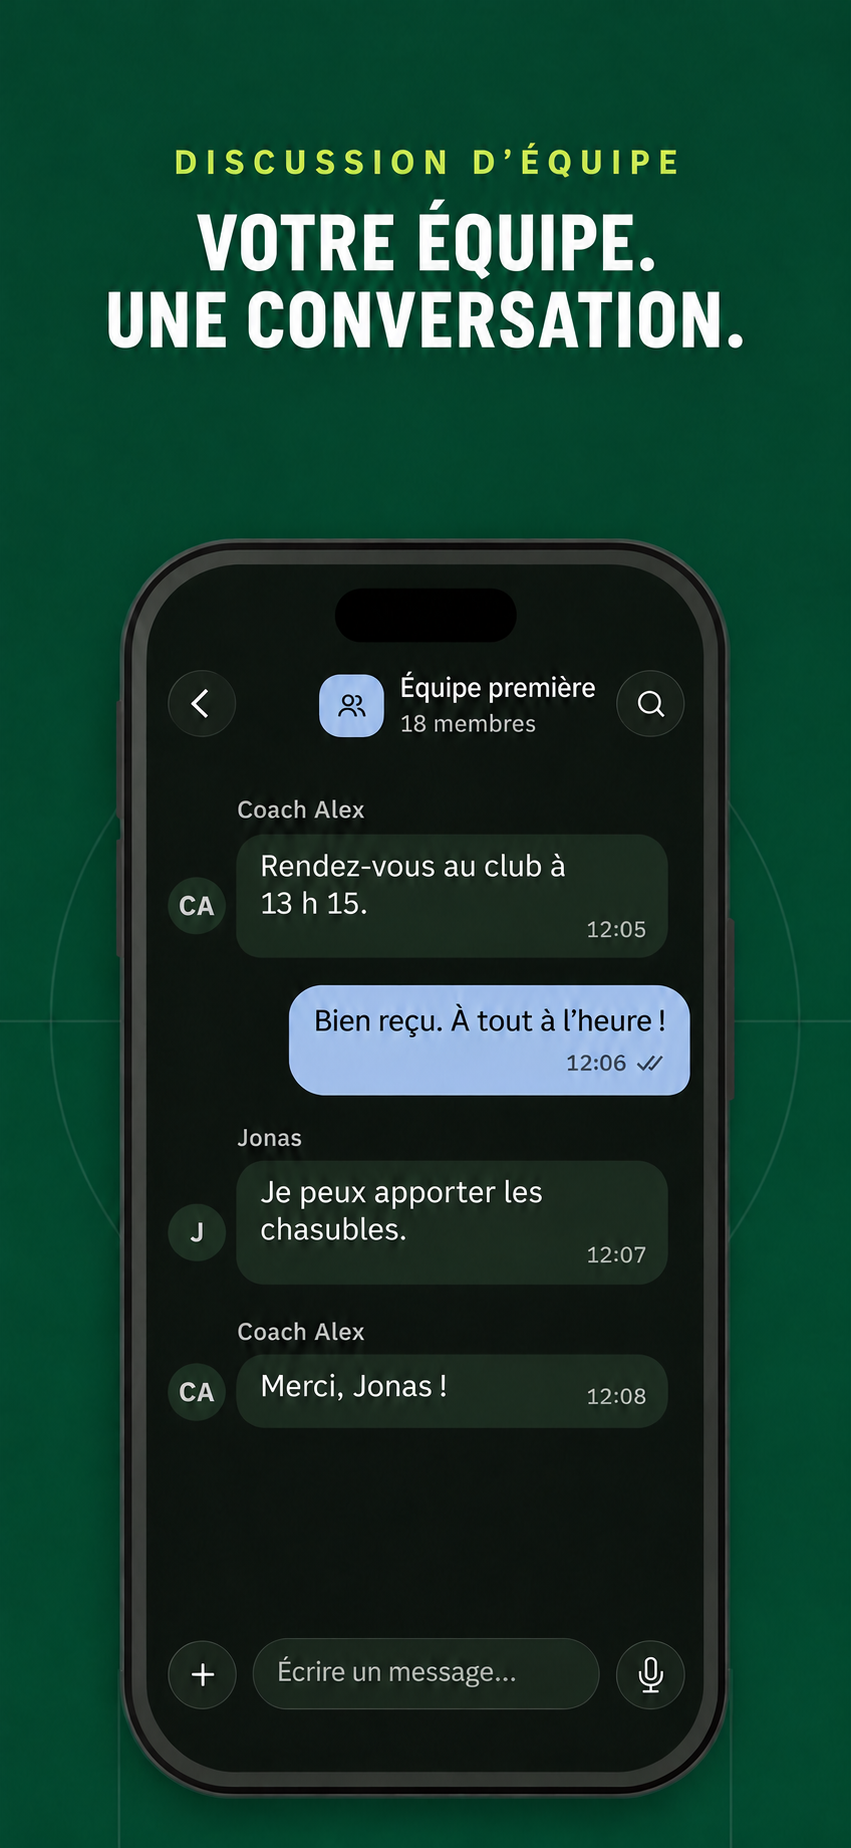 DISCUSSION D’ÉQUIPE
VOTRE ÉQUIPE.
UNE CONVERSATION.
Équipe première
18 membres
Coach Alex
Rendez-vous au club à
13 h 15.
12:05
CA
Bien reçu. À tout à l’heure !
12:06
Jonas
Je peux apporter les
chasubles.
12:07
J
Coach Alex
Merci, Jonas !
12:08
CA
Écrire un message...